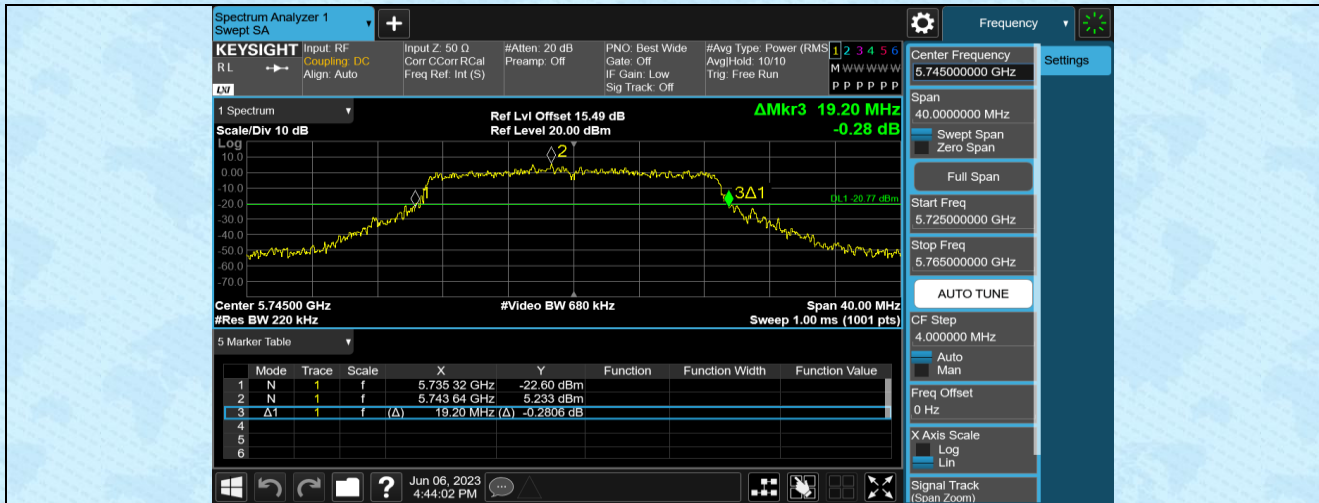 Spectrum Analyzer 1
Swept SA
+
Frequency
KEYSIGHT
RL
LXI
Input: RF
Coupling: DC
Align: Auto
Input Z: 50 Ω
Corr CCorr RCal
Freq Ref: Int (S)
#Atten: 20 dB
Preamp: Off
PNO: Best Wide
Gate: Off
IF Gain: Low
Sig Track: Off
#Avg Type: Power (RMS
Avg|Hold: 10/10
Trig: Free Run
1 2 3 4 5 6
M W W W W W
P P P P P P
1 Spectrum
Scale/Div 10 dB
Ref Lvl Offset 15.49 dB
Ref Level 20.00 dBm
ΔMkr3 19.20 MHz
-0.28 dB
Log
10.0
0.00
-10.0
-20.0
-30.0
-40.0
-50.0
-60.0
-70.0
1
2
3Δ1
DL1 -20.77 dBm
Center 5.74500 GHz
#Video BW 680 kHz
Span 40.00 MHz
#Res BW 220 kHz
Sweep 1.00 ms (1001 pts)
5 Marker Table
Mode Trace Scale X Y Function Function Width Function Value
1 N 1 f 5.735 32 GHz -22.60 dBm
2 N 1 f 5.743 64 GHz 5.233 dBm
3 Δ1 1 f (Δ) 19.20 MHz (Δ) -0.2806 dB
4
5
6
Jun 06, 2023
4:44:02 PM
?
Center Frequency
5.745000000 GHz
Span
40.0000000 MHz
Swept Span
Zero Span
Full Span
Start Freq
5.725000000 GHz
Stop Freq
5.765000000 GHz
AUTO TUNE
CF Step
4.000000 MHz
Auto
Man
Freq Offset
0 Hz
X Axis Scale
Log
Lin
Signal Track
(Span Zoom)
Settings